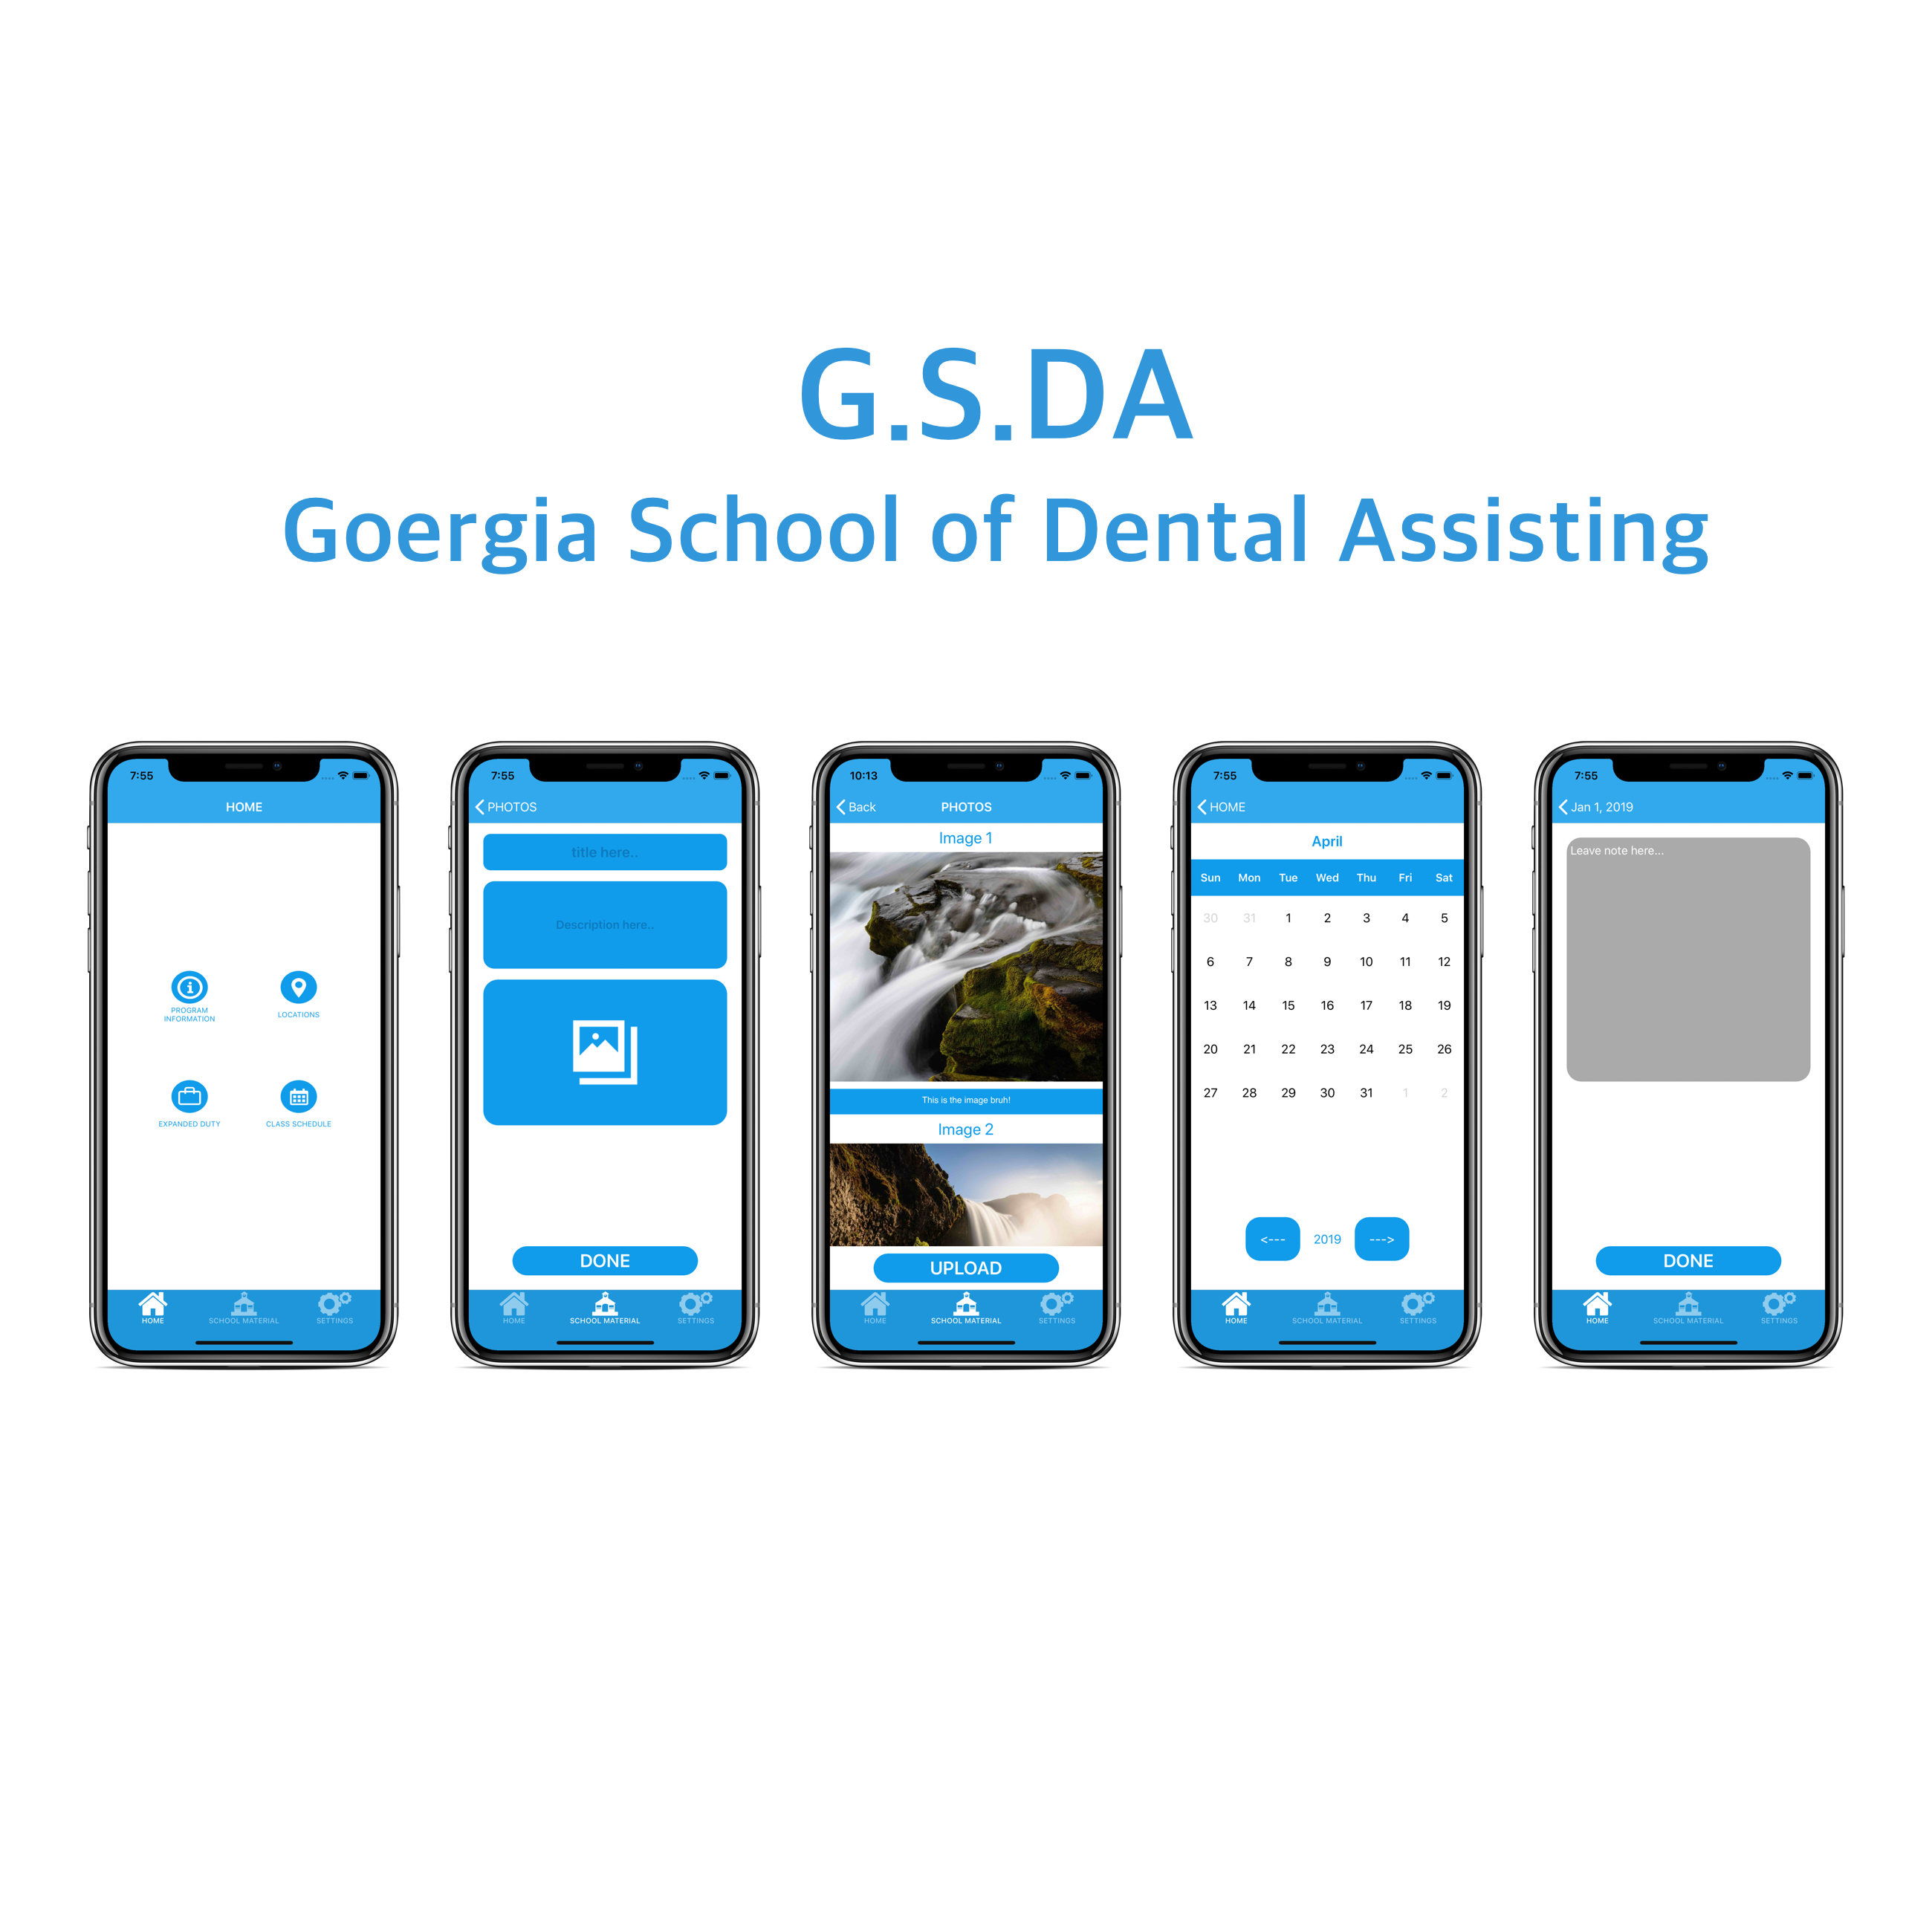 G.S.DA
Goergia School of Dental Assisting
7:55
HOME
PROGRAM
INFORMATION
LOCATIONS
EXPANDED DUTY
CLASS SCHEDULE
HOME SCHOOL MATERIAL SETTINGS
7:55
PHOTOS
title here..
Description here..
DONE
HOME SCHOOL MATERIAL SETTINGS
10:13
Back PHOTOS
Image 1
This is the image bruh!
Image 2
UPLOAD
HOME SCHOOL MATERIAL SETTINGS
7:55
HOME
April
Sun Mon Tue Wed Thu Fri Sat
30 31 1 2 3 4 5
6 7 8 9 10 11 12
13 14 15 16 17 18 19
20 21 22 23 24 25 26
27 28 29 30 31 1 2
<--- 2019 --->
HOME SCHOOL MATERIAL SETTINGS
7:55
Jan 1, 2019
Leave note here...
DONE
HOME SCHOOL MATERIAL SETTINGS